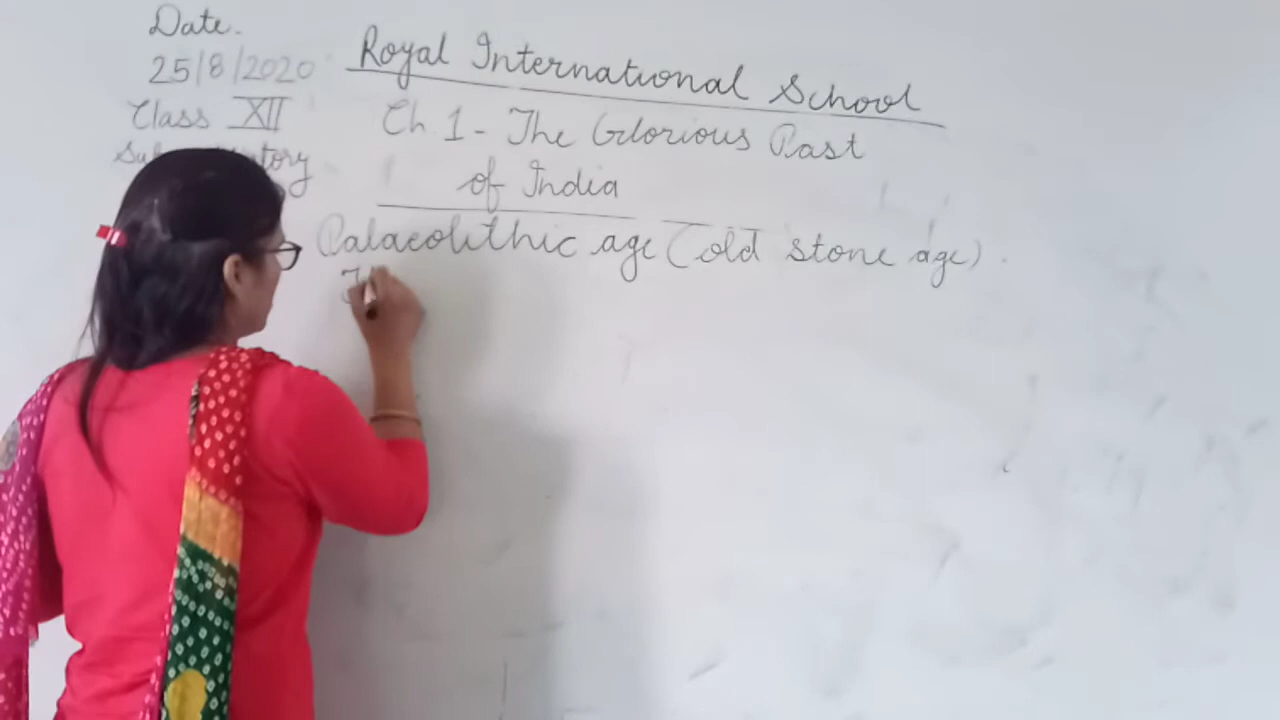 Date.
25/8/2020
Class XII
Royal International School
Ch 1 - The Glorious Past
of India
Palaeolithic age (old stone age).